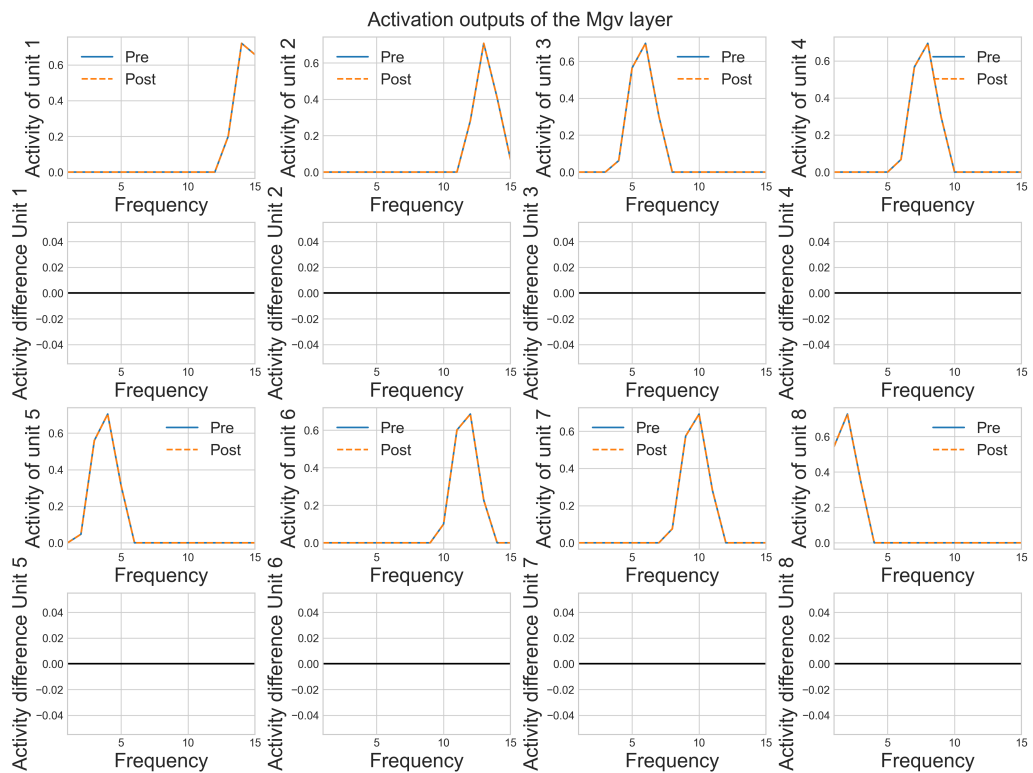 Activation outputs of the Mgv layer
Activity of unit 1
0.6
0.4
0.2
0.0
Pre
Post
5
10
15
Frequency
Activity of unit 2
0.6
0.4
0.2
0.0
Pre
Post
5
10
15
Frequency
Activity of unit 3
0.6
0.4
0.2
0.0
Pre
Post
5
10
15
Frequency
Activity of unit 4
0.6
0.4
0.2
0.0
Pre
Post
5
10
15
Frequency
Activity difference Unit 1
0.04
0.02
0.00
−0.02
−0.04
5
10
15
Frequency
Activity difference Unit 2
0.04
0.02
0.00
−0.02
−0.04
5
10
15
Frequency
Activity difference Unit 3
0.04
0.02
0.00
−0.02
−0.04
5
10
15
Frequency
Activity difference Unit 4
0.04
0.02
0.00
−0.02
−0.04
5
10
15
Frequency
Activity of unit 5
0.6
0.4
0.2
0.0
Pre
Post
5
10
15
Frequency
Activity of unit 6
0.6
0.4
0.2
0.0
Pre
Post
5
10
15
Frequency
Activity of unit 7
0.6
0.4
0.2
0.0
Pre
Post
5
10
15
Frequency
Activity of unit 8
0.6
0.4
0.2
0.0
Pre
Post
5
10
15
Frequency
Activity difference Unit 5
0.04
0.02
0.00
−0.02
−0.04
5
10
15
Frequency
Activity difference Unit 6
0.04
0.02
0.00
−0.02
−0.04
5
10
15
Frequency
Activity difference Unit 7
0.04
0.02
0.00
−0.02
−0.04
5
10
15
Frequency
Activity difference Unit 8
0.04
0.02
0.00
−0.02
−0.04
5
10
15
Frequency